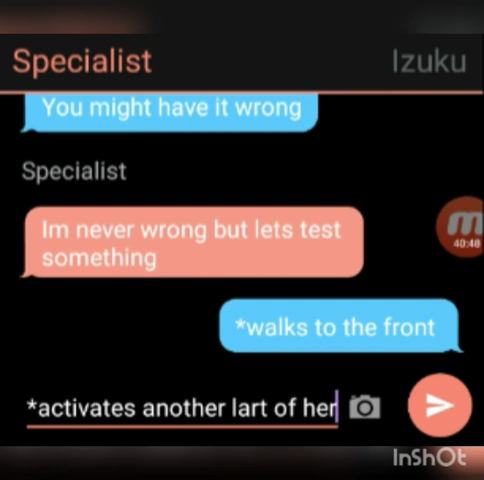 Specialist Izuku
You might have it wrong
Specialist
Im never wrong but lets test
something
*walks to the front
*activates another lart of her
40:48
InShOt